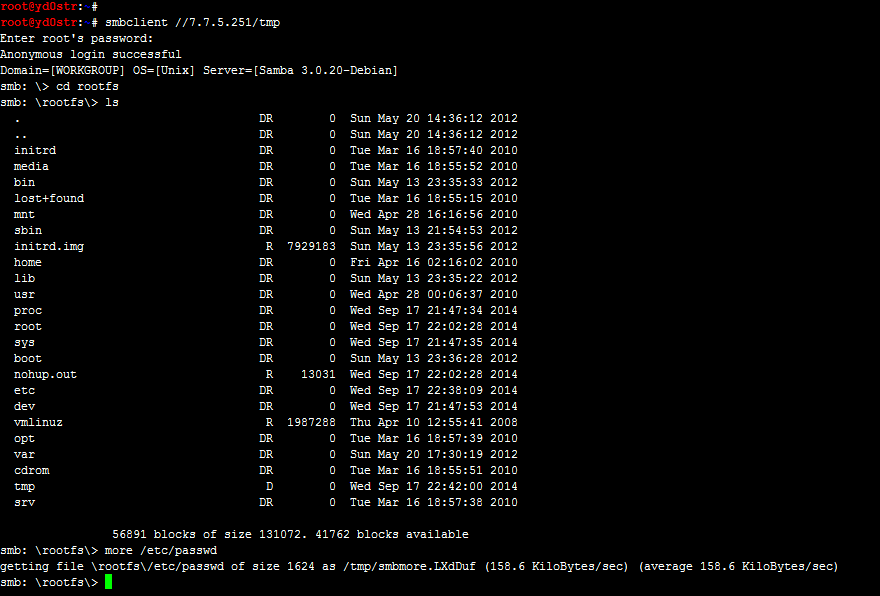 root@yd0str:~#
root@yd0str:~# smbclient //7.7.5.251/tmp
Enter root's password:
Anonymous login successful
Domain=[WORKGROUP] OS=[Unix] Server=[Samba 3.0.20-Debian]
smb: \> cd rootfs
smb: \rootfs\> ls
. DR 0 Sun May 20 14:36:12 2012
.. DR 0 Sun May 20 14:36:12 2012
initrd DR 0 Tue Mar 16 18:57:40 2010
media DR 0 Tue Mar 16 18:55:52 2010
bin DR 0 Sun May 13 23:35:33 2012
lost+found DR 0 Tue Mar 16 18:55:15 2010
mnt DR 0 Wed Apr 28 16:16:56 2010
sbin DR 0 Sun May 13 21:54:53 2012
initrd.img R 7929183 Sun May 13 23:35:56 2012
home DR 0 Fri Apr 16 02:16:02 2010
lib DR 0 Sun May 13 23:35:22 2012
usr DR 0 Wed Apr 28 00:06:37 2010
proc DR 0 Wed Sep 17 21:47:34 2014
root DR 0 Wed Sep 17 22:02:28 2014
sys DR 0 Wed Sep 17 21:47:35 2014
boot DR 0 Sun May 13 23:36:28 2012
nohup.out R 13031 Wed Sep 17 22:02:28 2014
etc DR 0 Wed Sep 17 22:38:09 2014
dev DR 0 Wed Sep 17 21:47:53 2014
vmlinuz R 1987288 Thu Apr 10 12:55:41 2008
opt DR 0 Tue Mar 16 18:57:39 2010
var DR 0 Sun May 20 17:30:19 2012
cdrom DR 0 Tue Mar 16 18:55:51 2010
tmp D 0 Wed Sep 17 22:42:00 2014
srv DR 0 Tue Mar 16 18:57:38 2010
56891 blocks of size 131072. 41762 blocks available
smb: \rootfs\> more /etc/passwd
getting file \rootfs\/etc/passwd of size 1624 as /tmp/smbmore.LXdDuf (158.6 KiloBytes/sec) (average 158.6 KiloBytes/sec)
smb: \rootfs\>